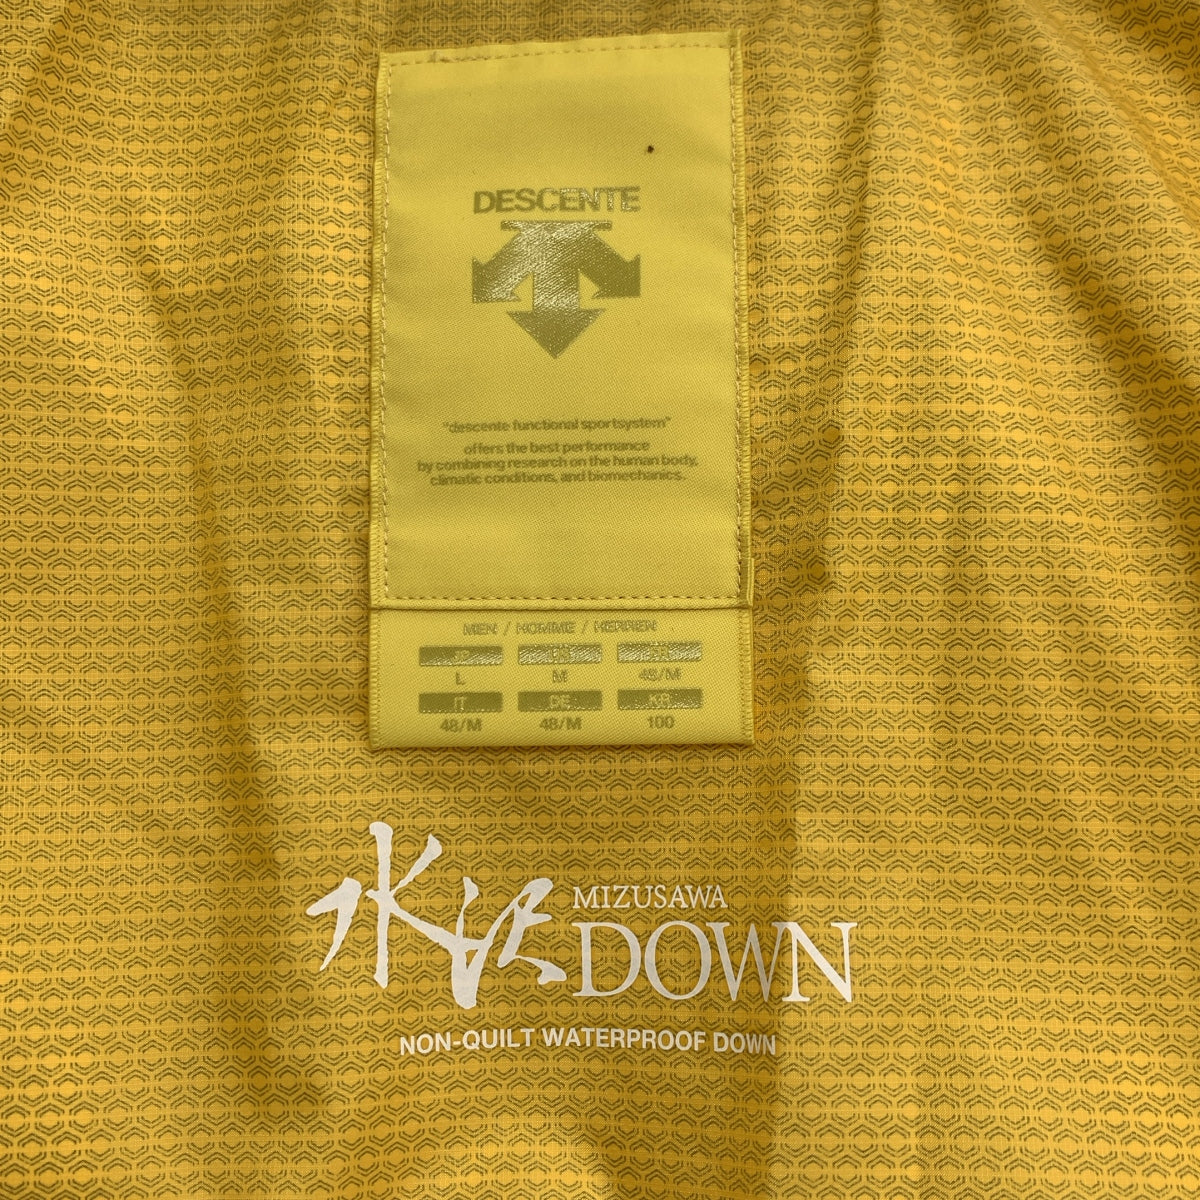 DESCENTE
"descente functional sportsystem"
offers the best performance
by combining research on the human body,
climatic conditions, and biomechanics.
MEN / HOMME / HERREN
JP
L M 48/M
IT DE KR
48/M 48/M 100
水沢 MIZUSAWA
DOWN
NON-QUILT WATERPROOF DOWN